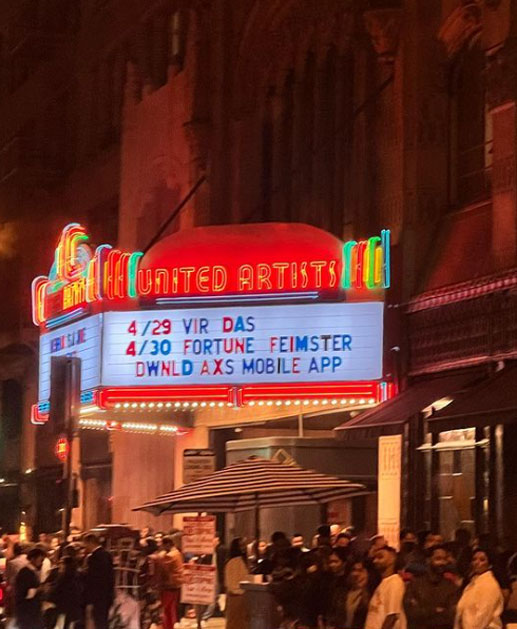 UNITED ARTISTS
4/29 VIR DAS
4/30 FORTUNE FEIMSTER
DWNLD AXS MOBILE APP